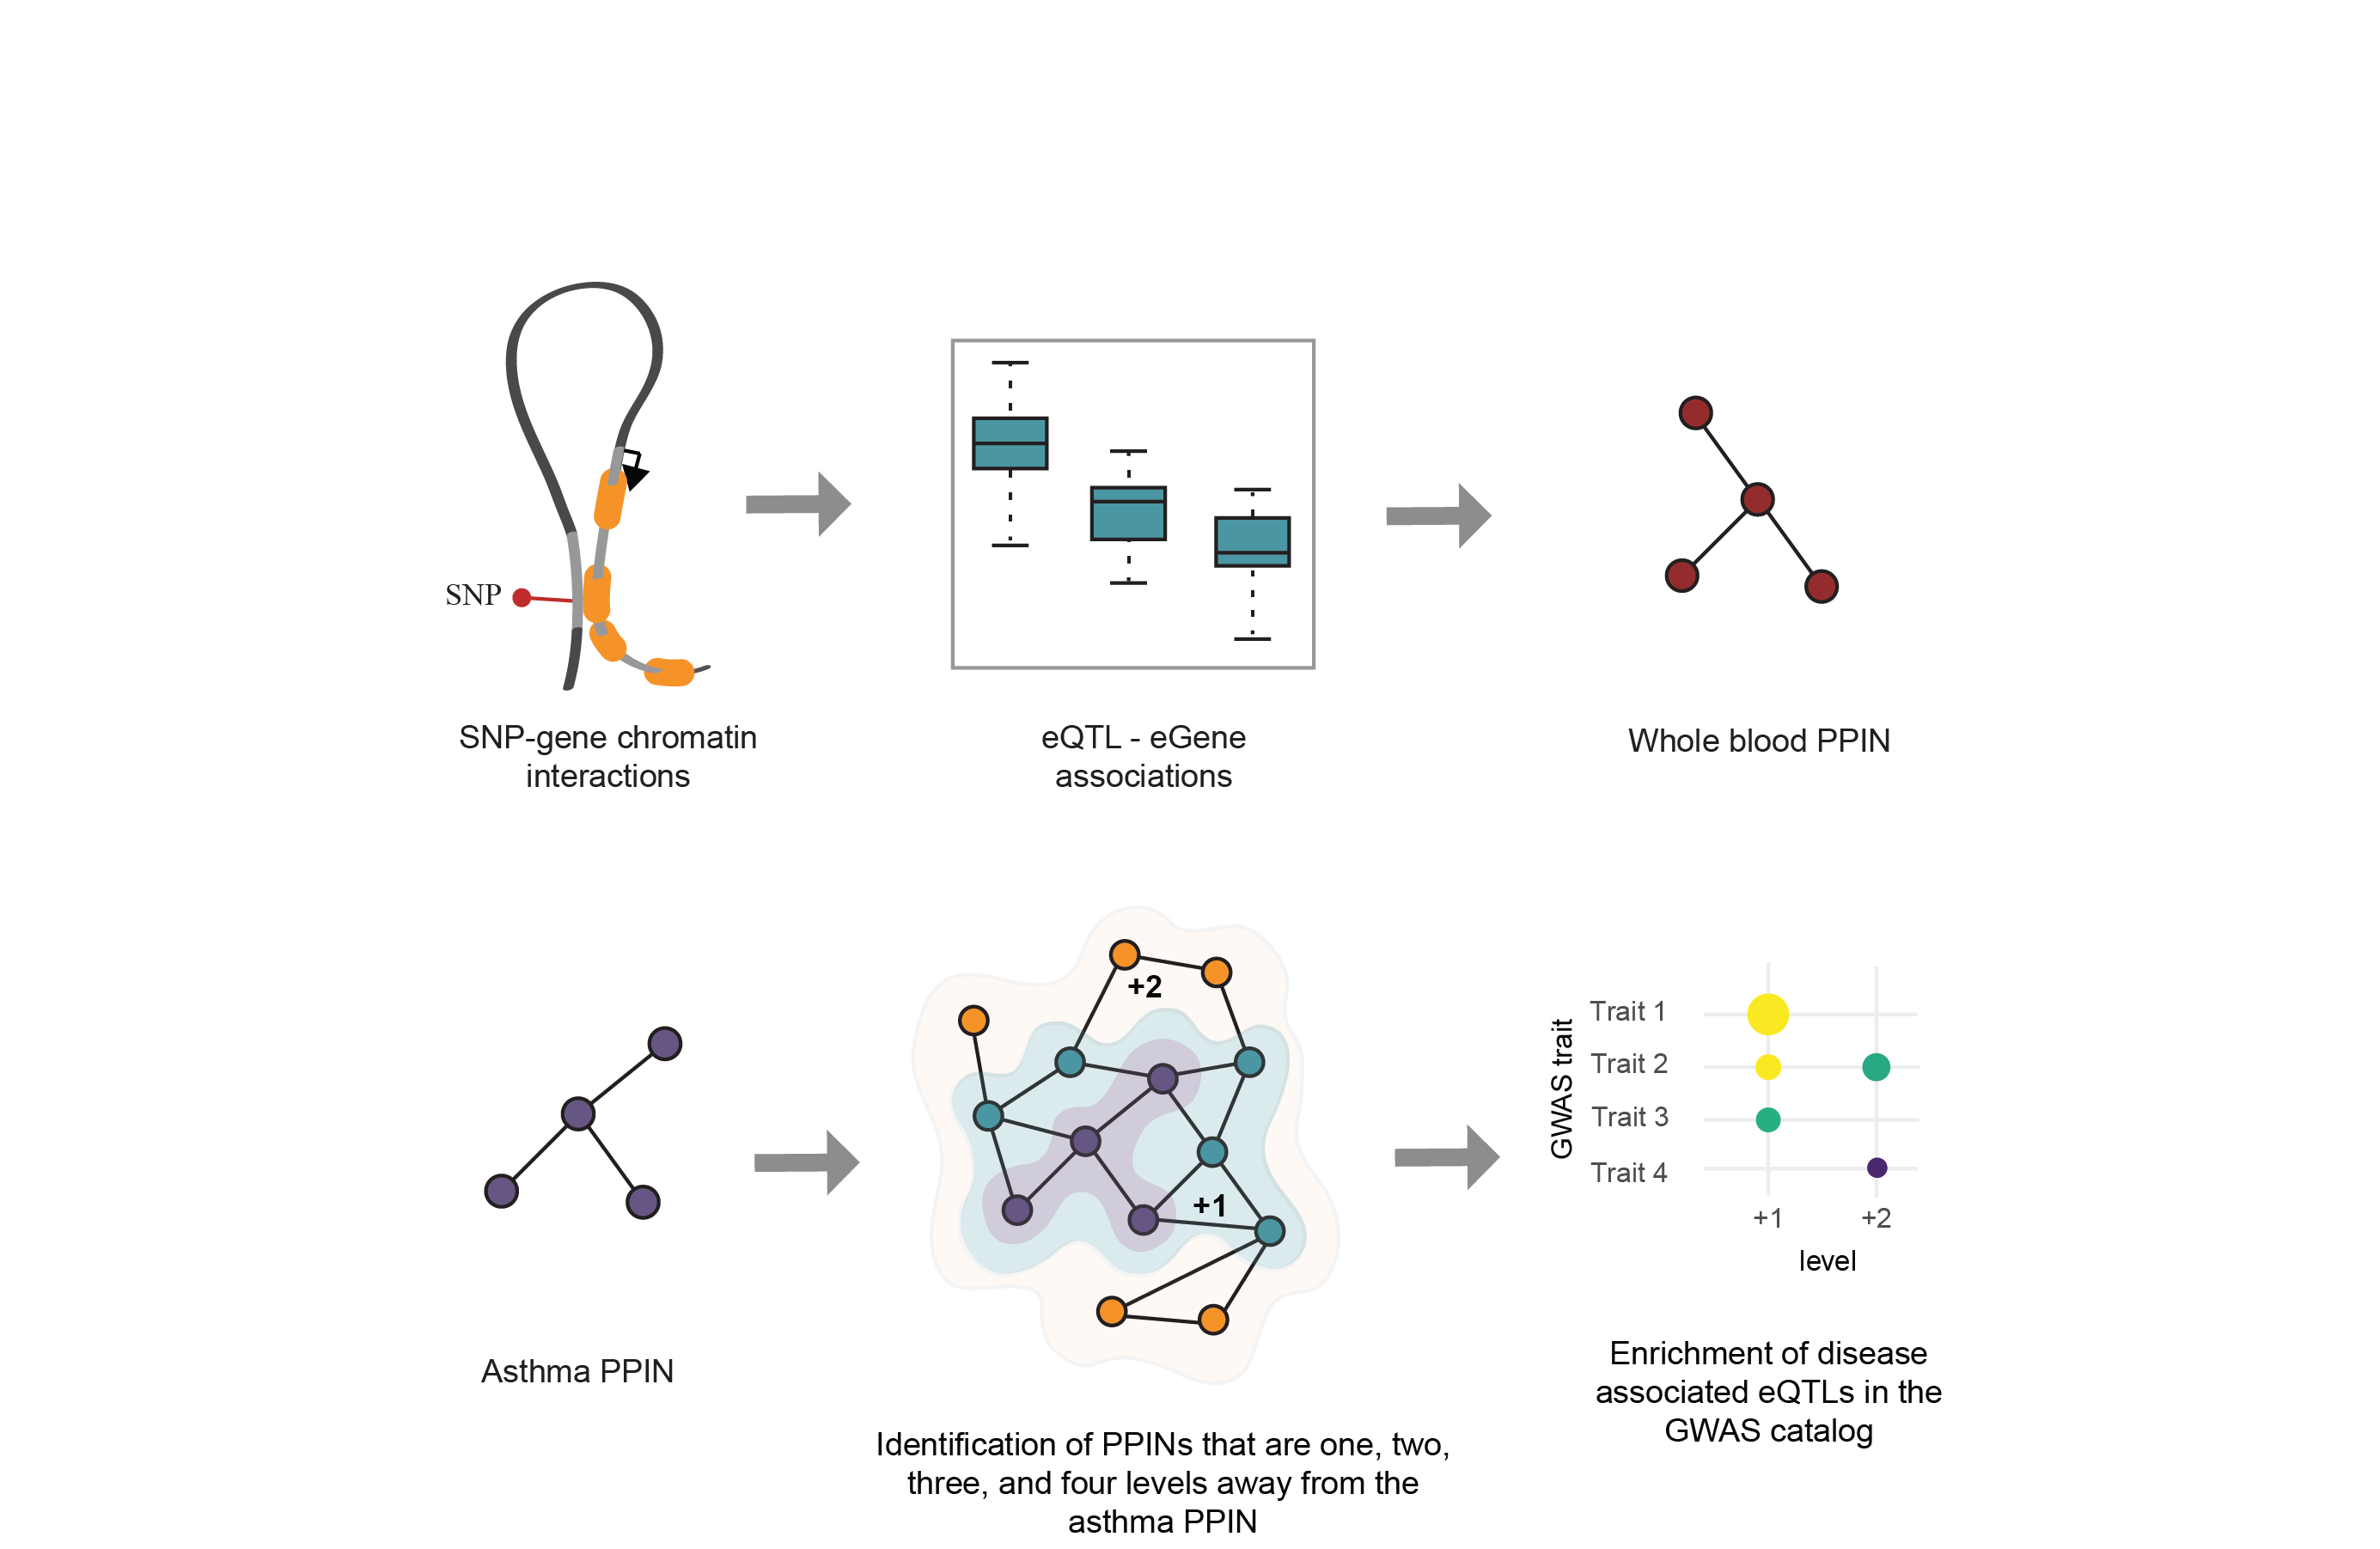 SNP
SNP-gene chromatin
interactions
eQTL - eGene
associations
Whole blood PPIN
Asthma PPIN
+2
+1
Identification of PPINs that are one, two,
three, and four levels away from the
asthma PPIN
GWAS trait
Trait 1
Trait 2
Trait 3
Trait 4
+1 +2
level
Enrichment of disease
associated eQTLs in the
GWAS catalog